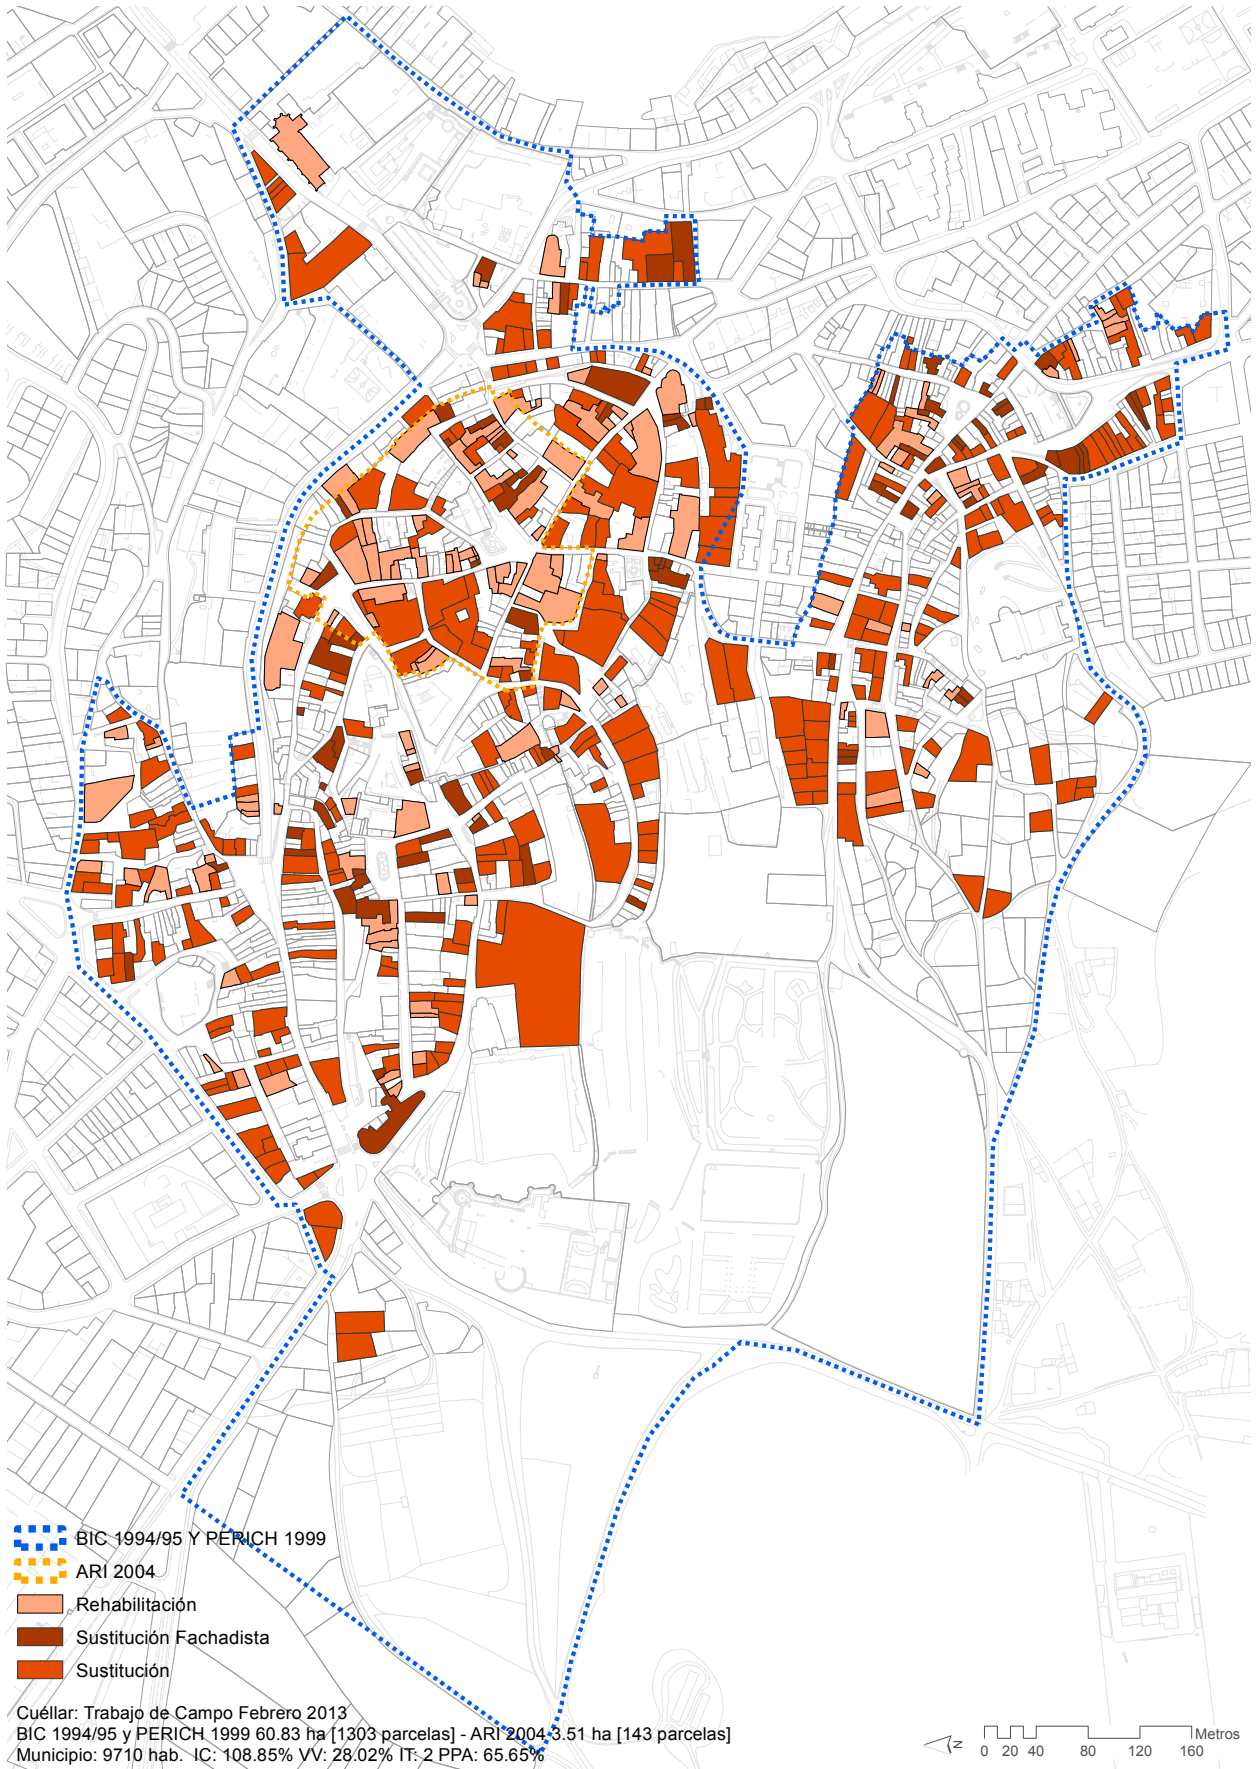 BIC 1994/95 Y PERICH 1999
ARI 2004
Rehabilitación
Sustitución Fachadista
Sustitución
Cuéllar: Trabajo de Campo Febrero 2013
BIC 1994/95 y PERICH 1999 60.83 ha [1303 parcelas] - ARI 2004 3.51 ha [143 parcelas]
Municipio: 9710 hab. IC: 108.85% VV: 28.02% IT: 2 PPA: 65.65%
N
Metros
0 20 40 80 120 160